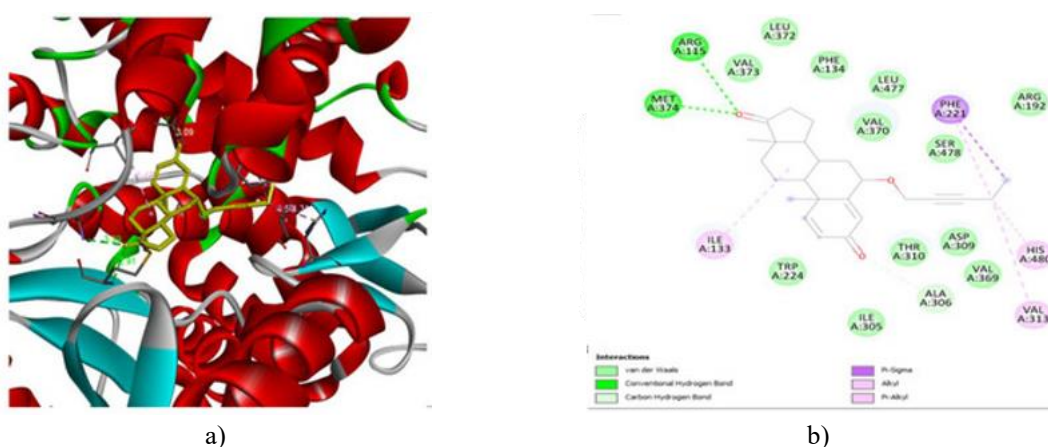 3.09
LEU
A:372
ARG
A:115
VAL
A:373
PHE
A:134
LEU
A:477
MET
A:374
PHE
A:221
ARG
A:192
VAL
A:370
SER
A:478
ILE
A:133
THR
A:310
ASP
A:309
HIS
A:480
TRP
A:224
VAL
A:369
ALA
A:306
VAL
A:313
ILE
A:305
O
O
O
Interactions
van der Waals
Conventional Hydrogen Bond
Carbon Hydrogen Bond
Pi-Sigma
Alkyl
Pi-Alkyl
a)
b)